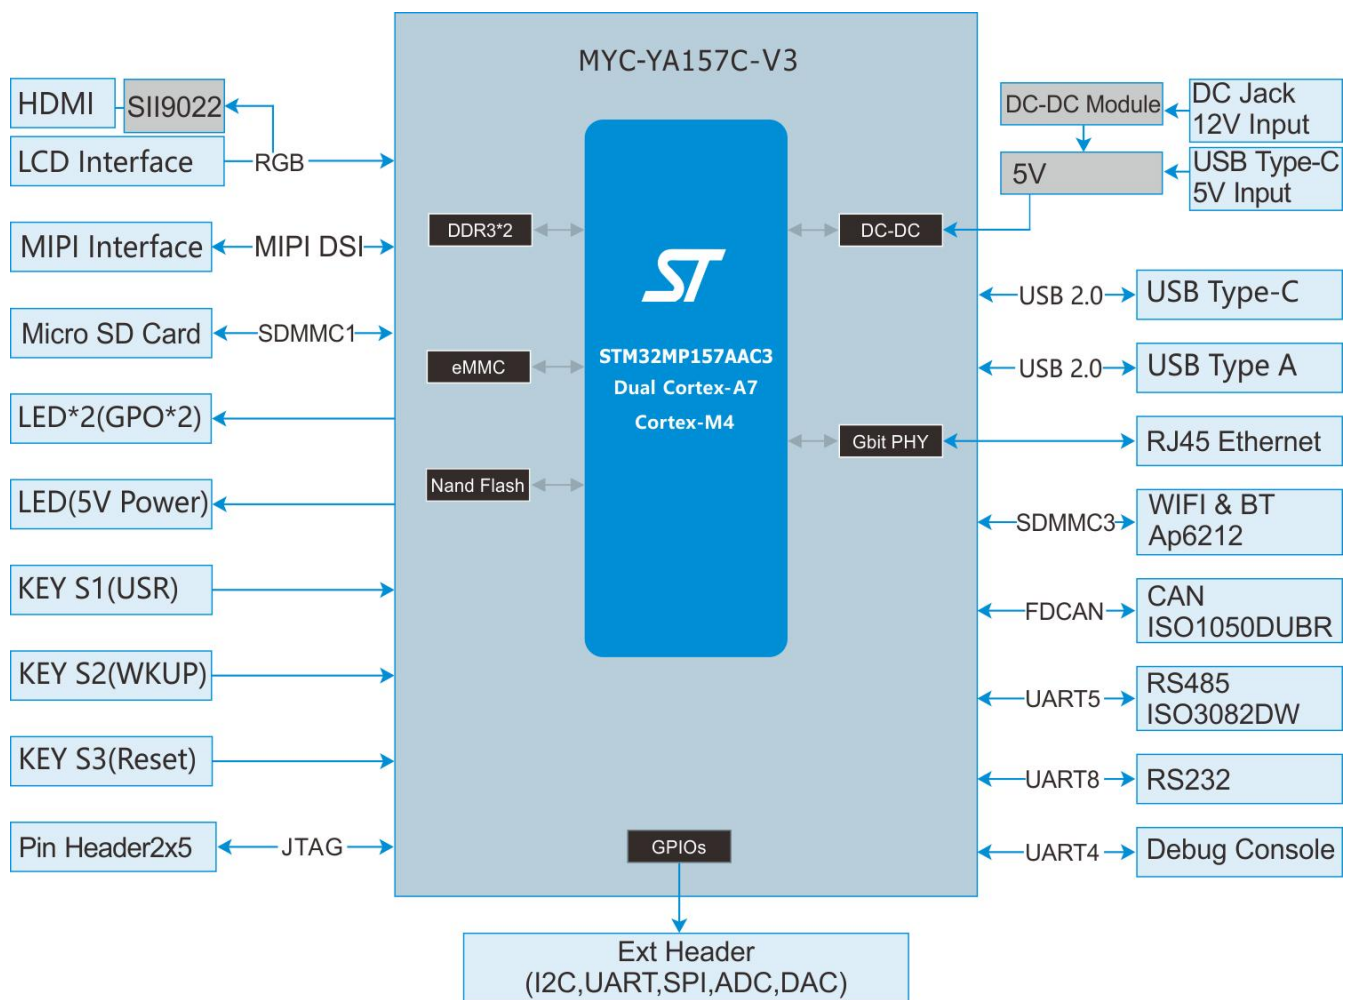 MYC-YA157C-V3
HDMI
SII9022
LCD Interface
RGB
MIPI Interface
MIPI DSI
Micro SD Card
SDMMC1
LED*2(GPO*2)
LED(5V Power)
KEY S1(USR)
KEY S2(WKUP)
KEY S3(Reset)
Pin Header2x5
JTAG
DDR3*2
eMMC
Nand Flash
ST
STM32MP157AAC3
Dual Cortex-A7
Cortex-M4
DC-DC
Gbit PHY
GPIOs
DC-DC Module
DC Jack
12V Input
5V
USB Type-C
5V Input
USB 2.0
USB Type-C
USB 2.0
USB Type A
RJ45 Ethernet
SDMMC3
WIFI & BT
Ap6212
FDCAN
CAN
ISO1050DUBR
UART5
RS485
ISO3082DW
UART8
RS232
UART4
Debug Console
Ext Header
(I2C,UART,SPI,ADC,DAC)